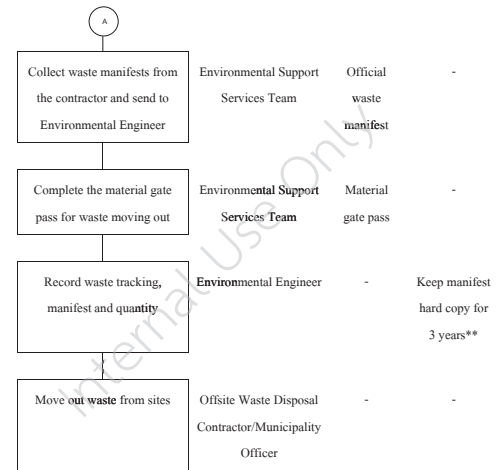 A
Collect waste manifests from
the contractor and send to
Environmental Engineer
Environmental Support
Services Team
Official
waste
manifest
-
Complete the material gate
pass for waste moving out
Environmental Support
Services Team
Material
gate pass
-
Record waste tracking,
manifest and quantity
Environmental Engineer
-
Keep manifest
hard copy for
3 years**
Move out waste from sites
Offsite Waste Disposal
Contractor/Municipality
Officer
-
-
Internal Use Only